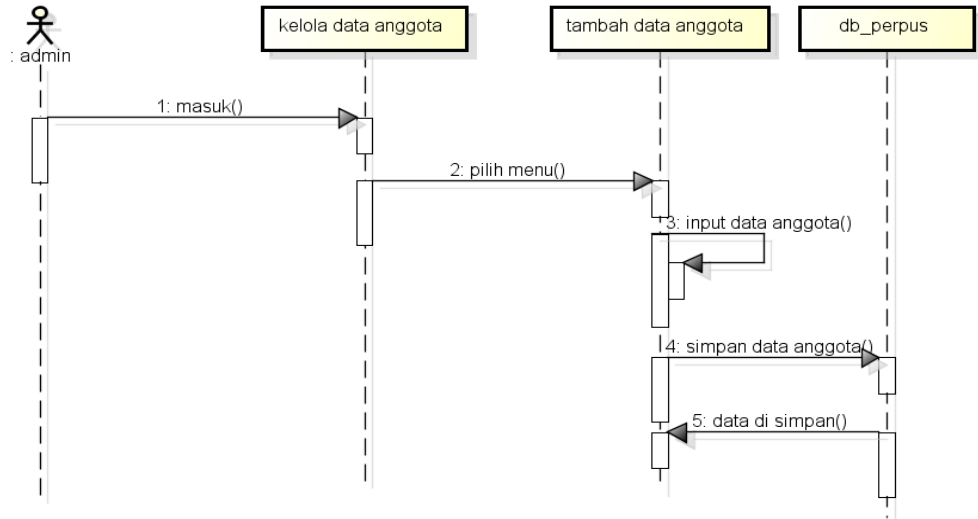 : admin
kelola data anggota
tambah data anggota
db_perpus
1: masuk()
2: pilih menu()
3: input data anggota()
4: simpan data anggota()
5: data di simpan()